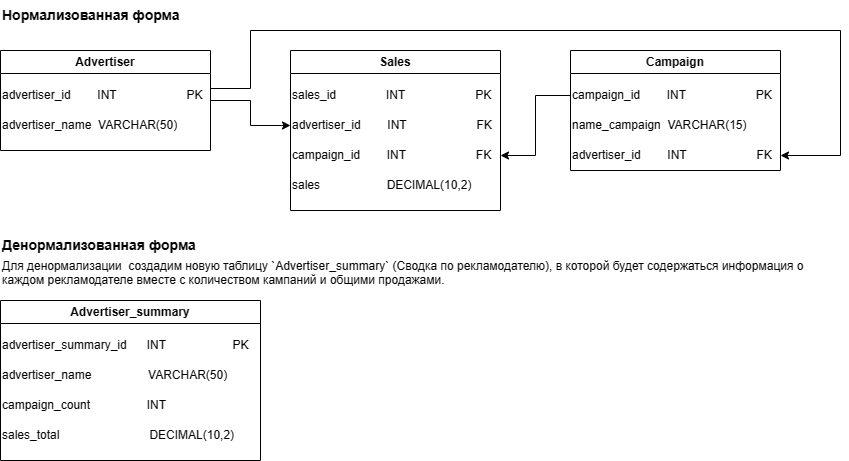 Нормализованная форма
Advertiser
advertiser_id INT PK
advertiser_name VARCHAR(50)
Sales
sales_id INT PK
advertiser_id INT FK
campaign_id INT FK
sales DECIMAL(10,2)
Campaign
campaign_id INT PK
name_campaign VARCHAR(15)
advertiser_id INT FK
Денормализованная форма
Для денормализации создадим новую таблицу `Advertiser_summary` (Сводка по рекламодателю), в которой будет содержаться информация о
каждом рекламодателе вместе с количеством кампаний и общими продажами.
Advertiser_summary
advertiser_summary_id INT PK
advertiser_name VARCHAR(50)
campaign_count INT
sales_total DECIMAL(10,2)